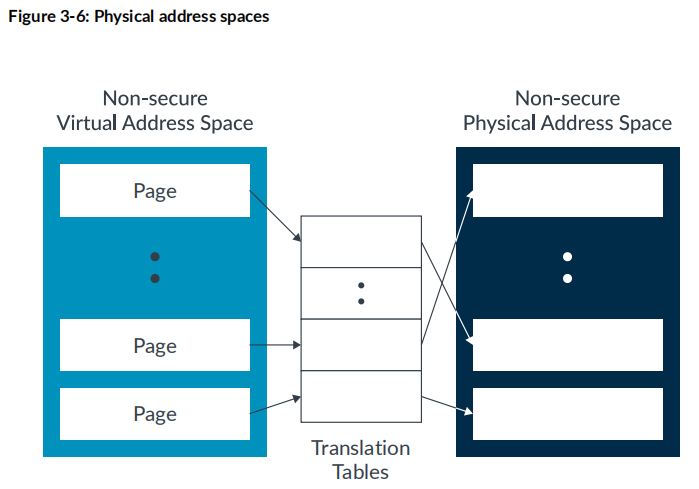 Figure 3-6: Physical address spaces
Non-secure
Virtual Address Space
Non-secure
Physical Address Space
Page
Page
Page
Translation
Tables